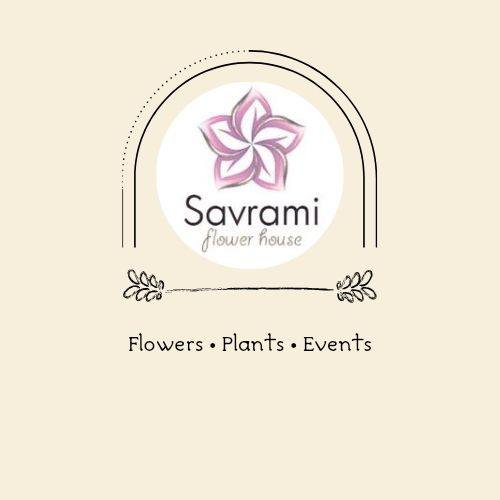 Savrami
flower house
Flowers • Plants • Events